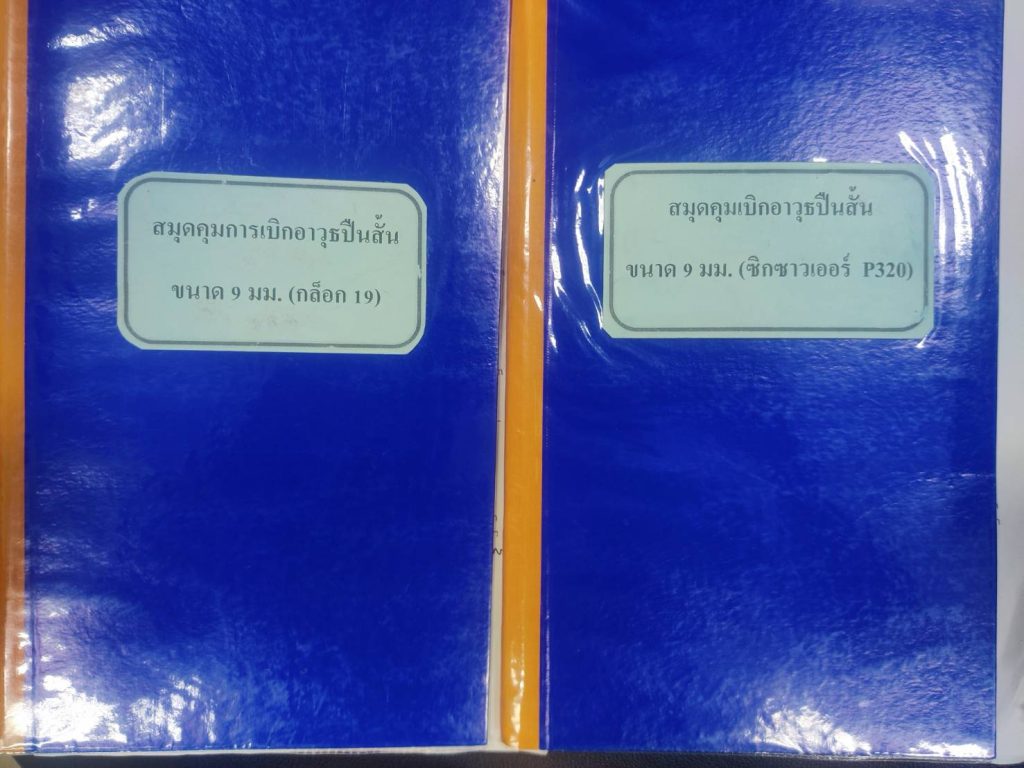 สมุดคุมการเบิกอาวุธปืนสั้น
ขนาด 9 มม. (กล็อก 19)
สมุดคุมเบิกอาวุธปืนสั้น
ขนาด 9 มม. (ซิกซาวเออร์ P320)